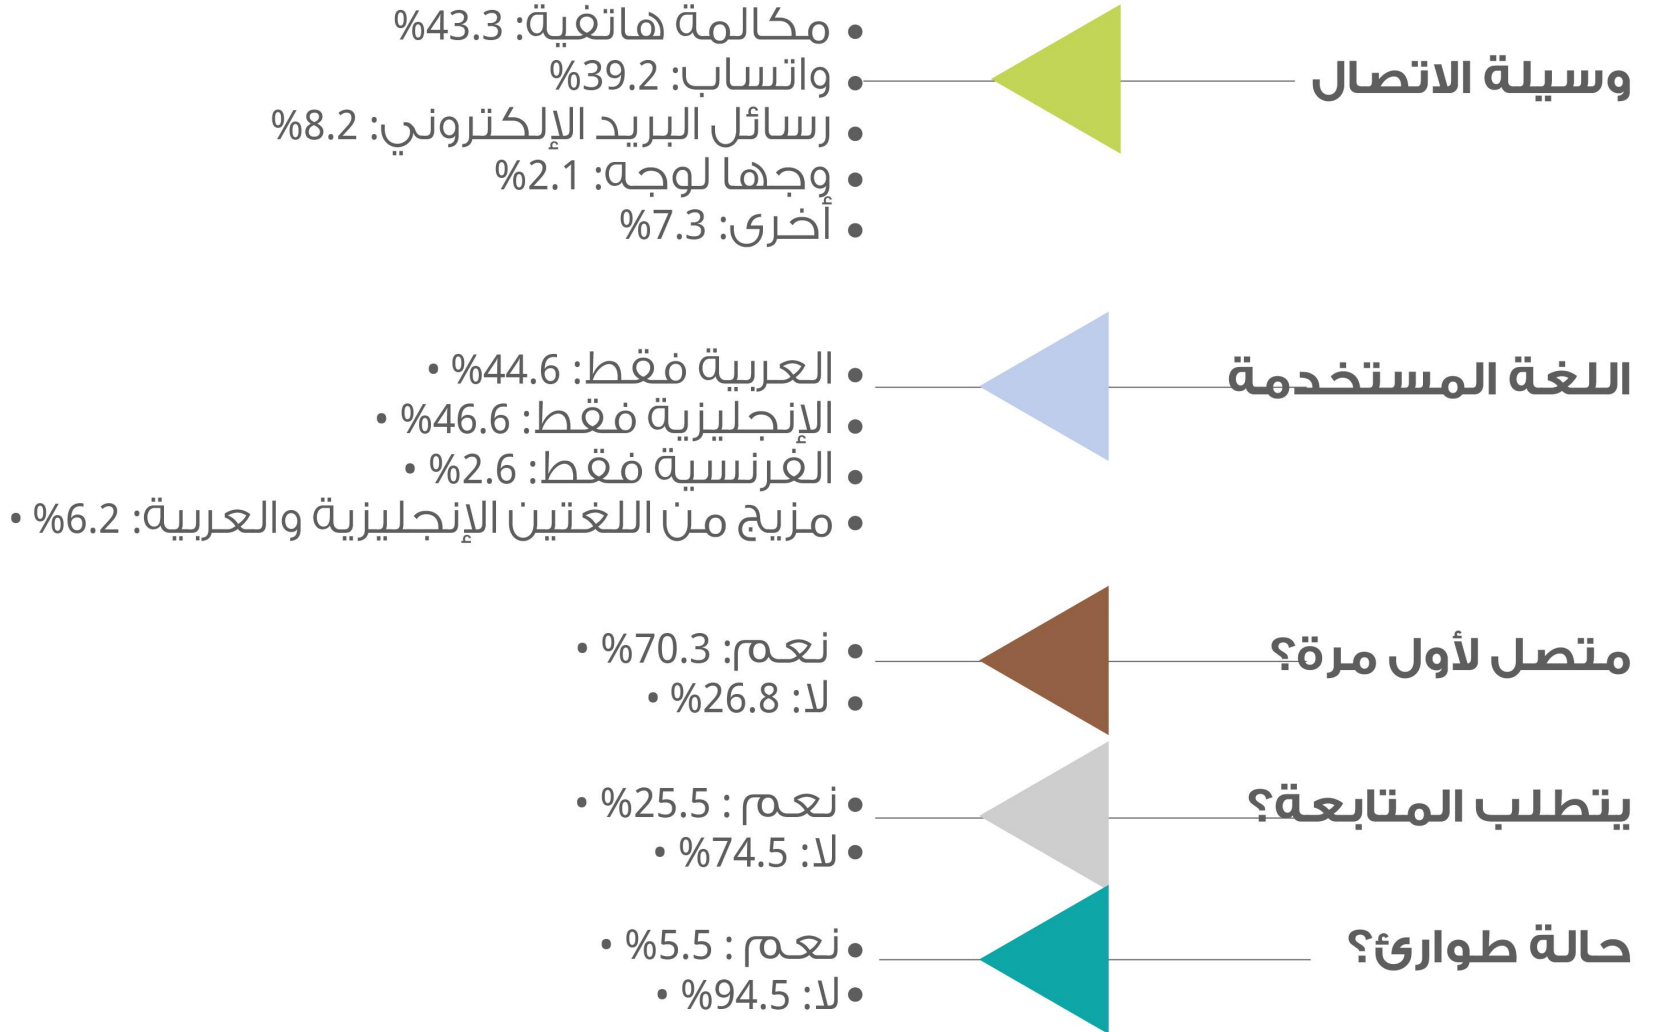 وسيلة الاتصال
• مكالمة هاتفية: 43.3%
• واتساب: 39.2%
• رسائل البريد الإلكتروني: 8.2%
• وجها لوجه: 2.1%
• أخرى: 7.3%
اللغة المستخدمة
• العربية فقط: 44.6% •
• الإنجليزية فقط: 46.6% •
• الفرنسية فقط: 2.6% •
• مزيج من اللغتين الإنجليزية والعربية: 6.2% •
متصل لأول مرة؟
• نعم: 70.3% •
• لا: 26.8% •
يتطلب المتابعة؟
• نعم : 25.5% •
• لا: 74.5% •
حالة طوارئ؟
• نعم : 5.5% •
• لا: 94.5% •